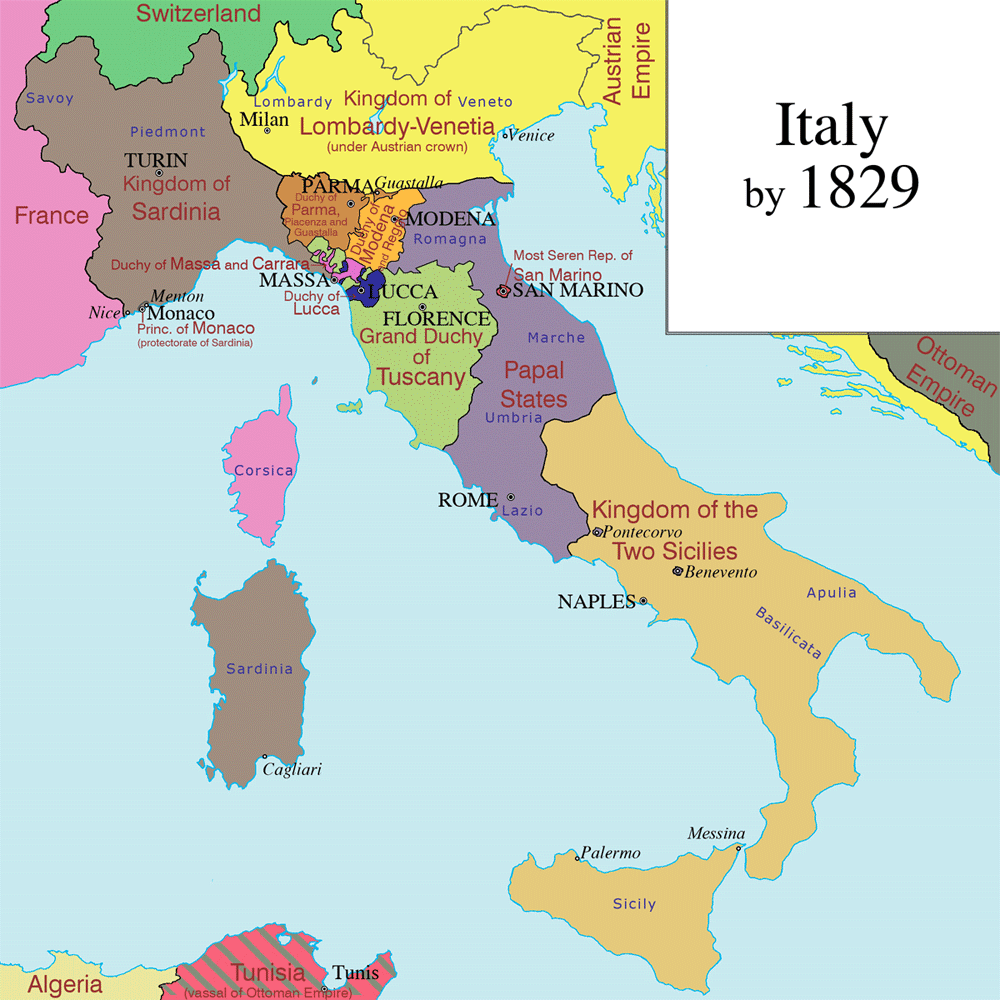 Switzerland
Italy
by 1829
Austrian
Empire
Savoy
Lombardy
Kingdom of
Veneto
Milan
Lombardy-Venetia
(under Austrian crown)
Venice
Piedmont
TURIN
Kingdom of
Sardinia
France
PARMA
Guastalla
Duchy of
Parma,
Piacenza and
Guastalla
Duchy of
Modena
and Reggio
MODENA
Romagna
Most Seren Rep. of
San Marino
SAN MARINO
Duchy of Massa and Carrara
MASSA
Duchy of
Lucca
LUCCA
FLORENCE
Grand Duchy
of
Tuscany
Menton
Nice
Monaco
Princ. of Monaco
(protectorate of Sardinia)
Marche
Papal
States
Umbria
Ottoman
Empire
Corsica
ROME
Lazio
Kingdom of the
Pontecorvo
Two Sicilies
Benevento
NAPLES
Apulia
Basilicata
Sardinia
Cagliari
Messina
Palermo
Sicily
Algeria
Tunisia
Tunis
(vassal of Ottoman Empire)